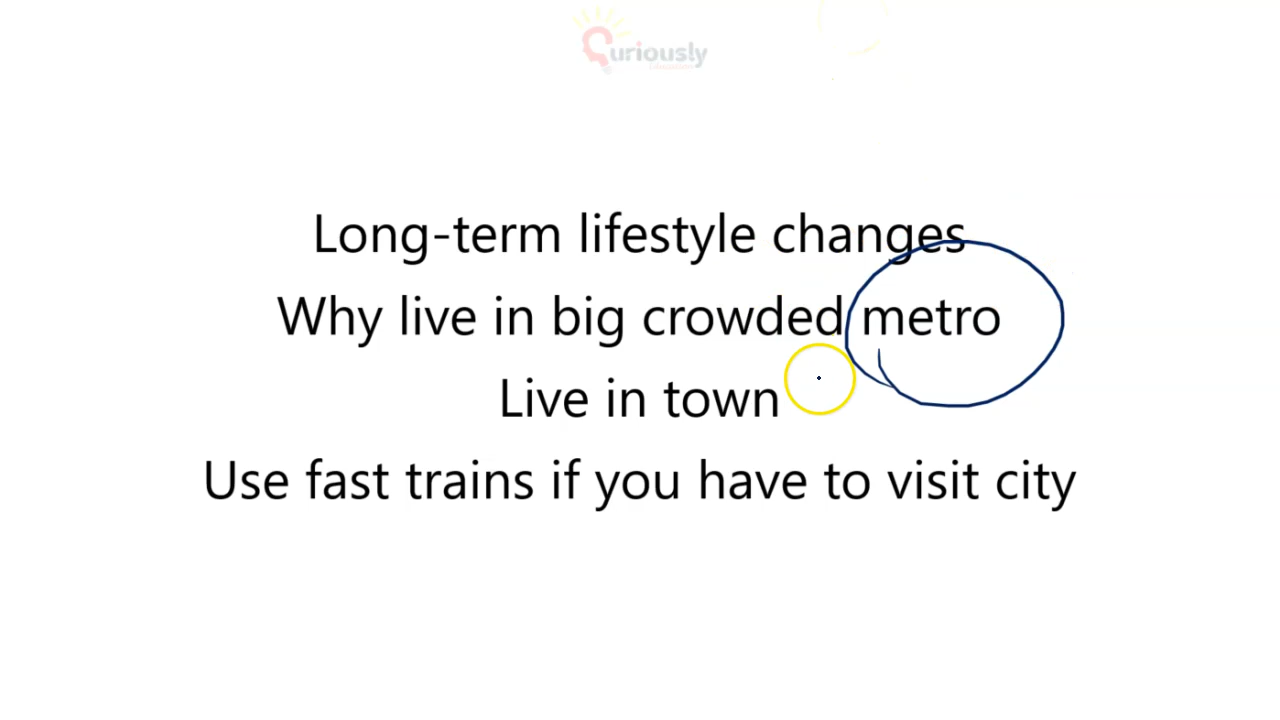 Curiously
Long-term lifestyle changes
Why live in big crowded metro
Live in town
Use fast trains if you have to visit city